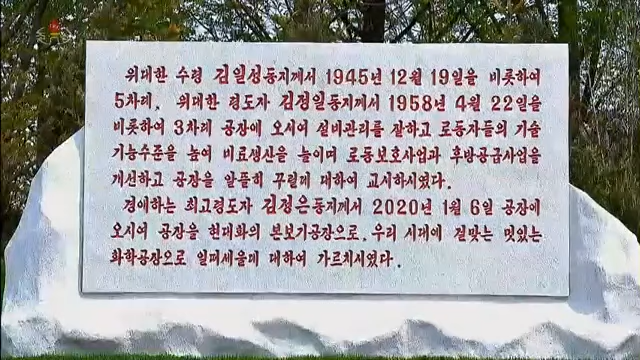 위대한 수령 김일성동지께서 1945년 12월 19일을 비롯하여
5차례, 위대한 령도자 김정일동지께서 1958년 4월 22일을
비롯하여 3차례 공장에 오시여 설비관리를 잘하고 로동자들의 기술
기능수준을 높여 비료생산을 늘이며 로동보호사업과 후방공급사업을
개선하고 공장을 알뜰히 꾸릴데 대하여 교시하시였다.
경애하는 최고령도자 김정은동지께서 2020년 1월 6일 공장에
오시여 공장을 현대화의 본보기공장으로, 우리 시대에 걸맞는 멋있는
화학공장으로 일떠세울데 대하여 가르치시였다.